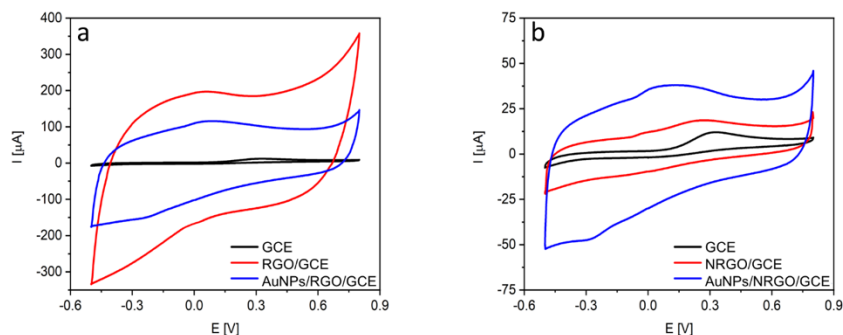 a
400
300
200
100
0
-100
-200
-300
I [µA]
-0.6 -0.3 0.0 0.3 0.6 0.9
E [V]
GCE
RGO/GCE
AuNPs/RGO/GCE
b
75
50
25
0
-25
-50
-75
I [µA]
-0.6 -0.3 0.0 0.3 0.6 0.9
E [V]
GCE
NRGO/GCE
AuNPs/NRGO/GCE